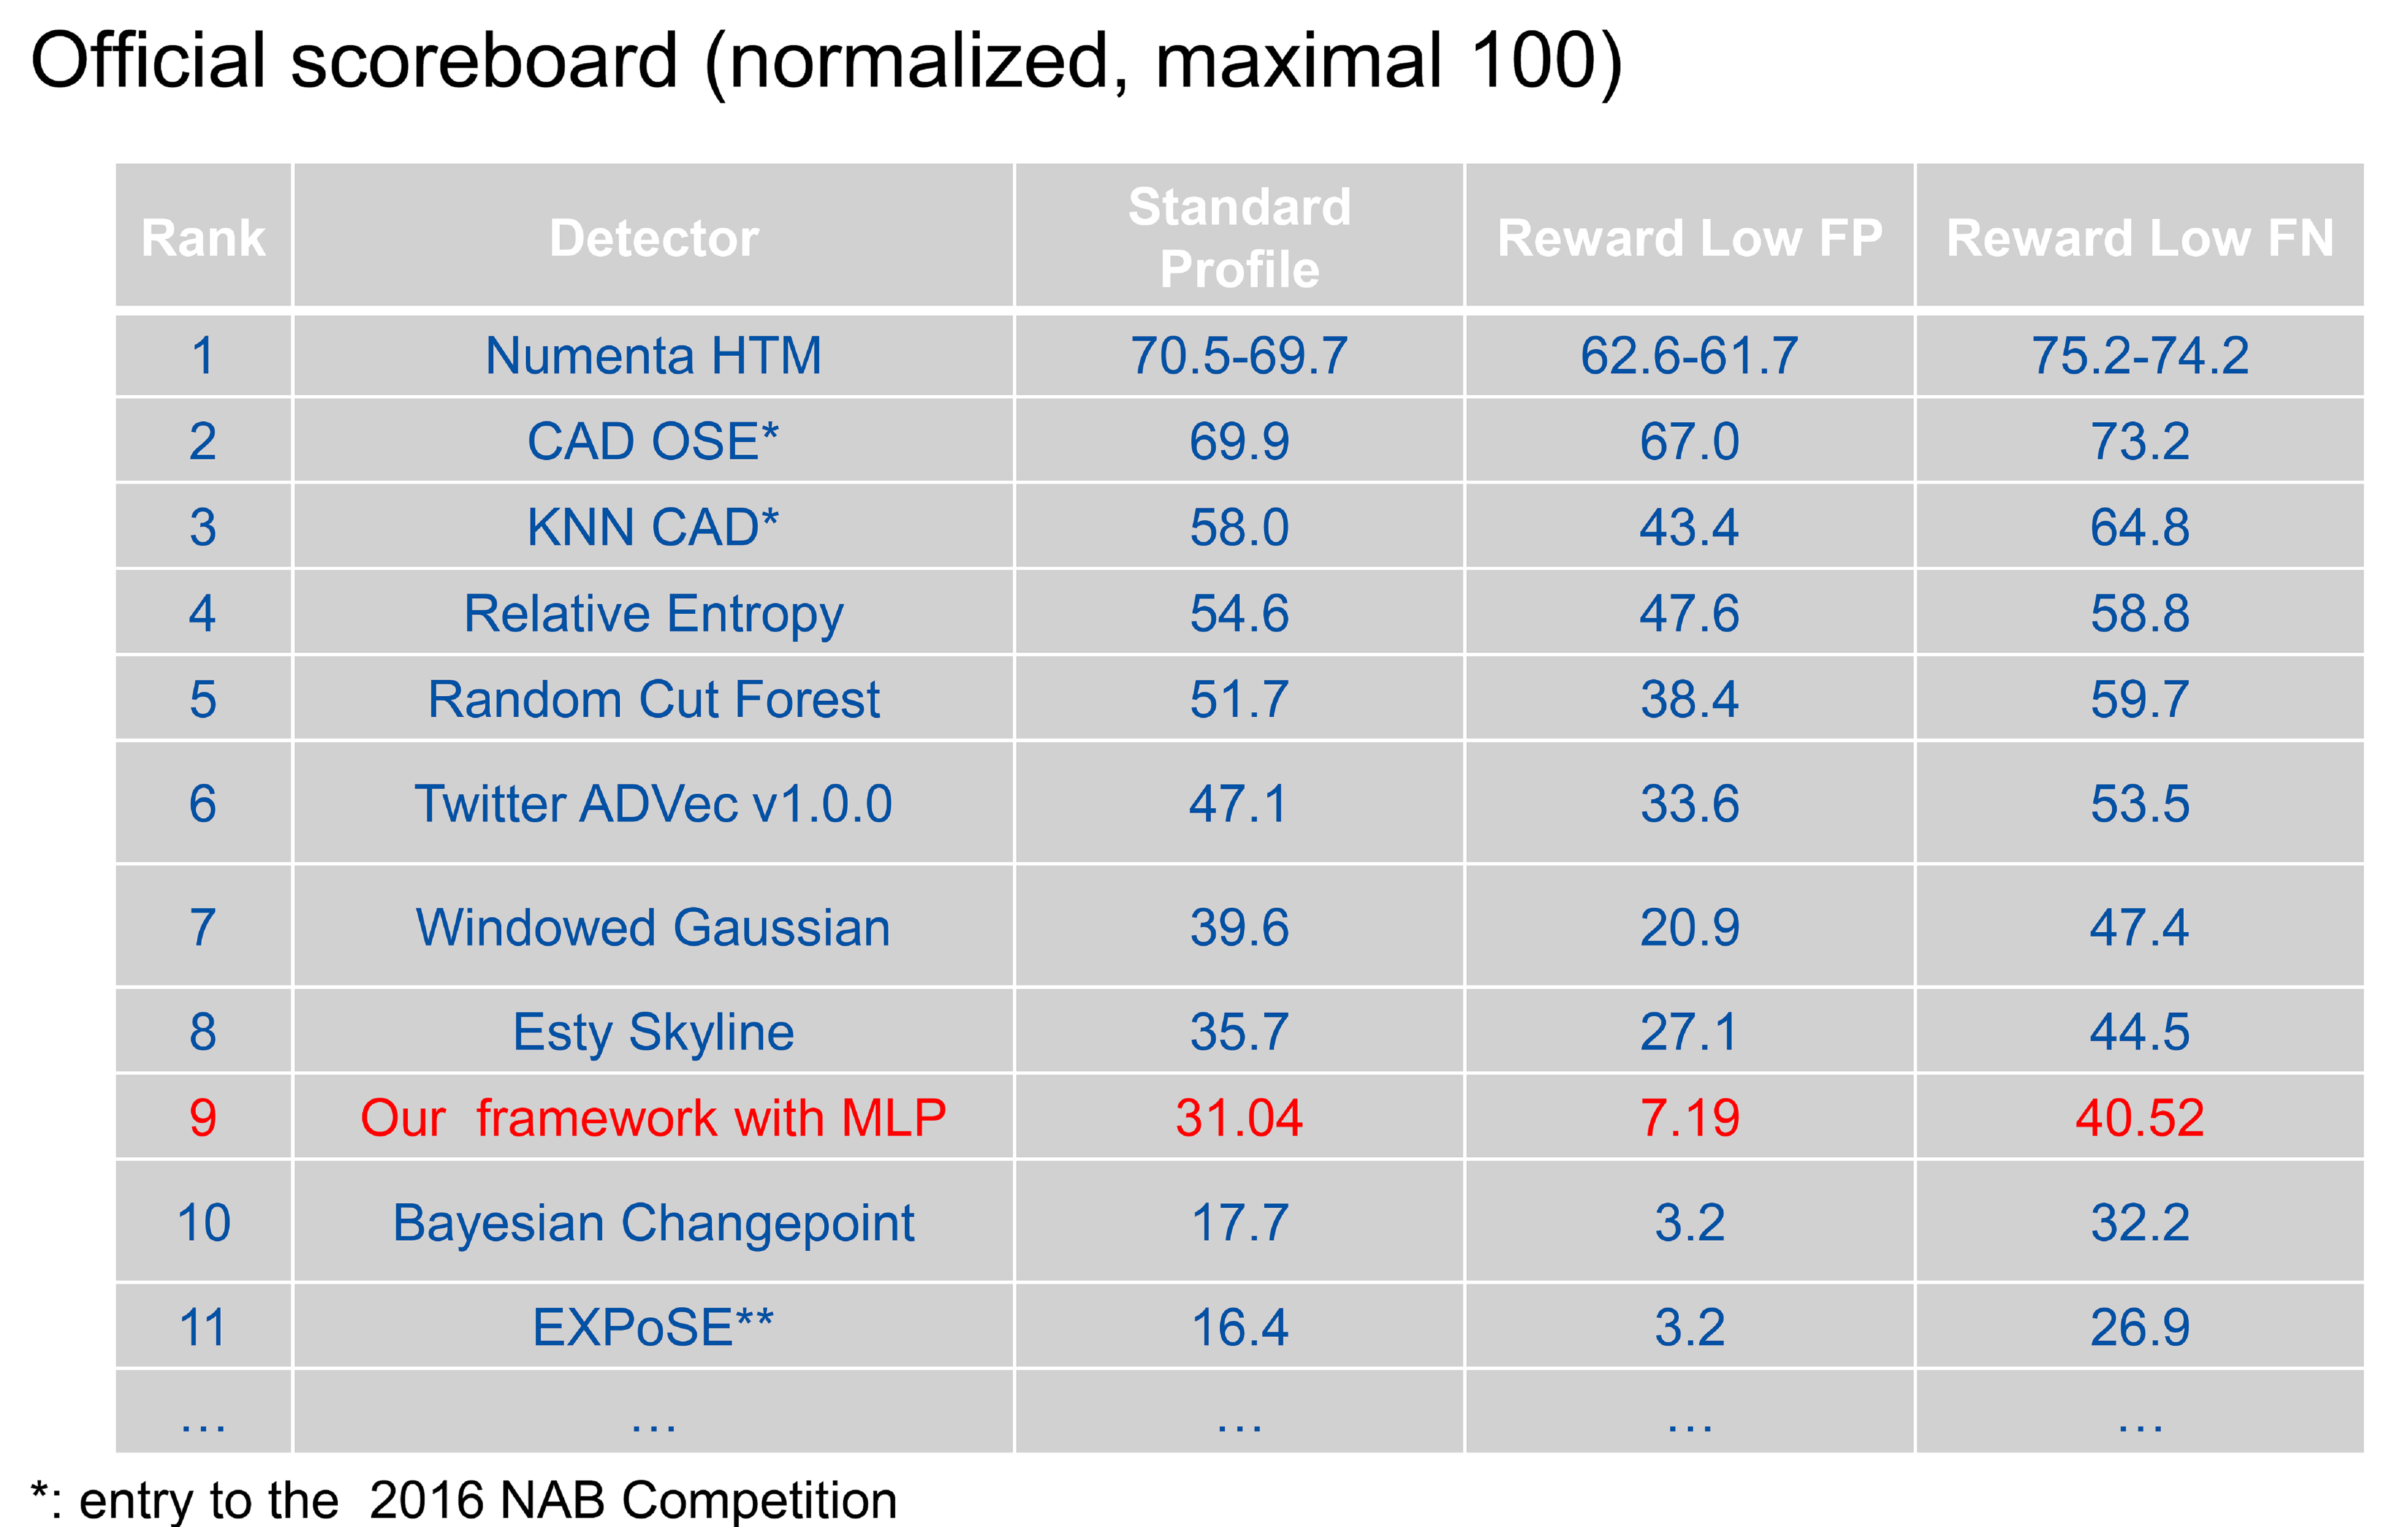 Official scoreboard (normalized, maximal 100)
Rank Detector Standard Profile Reward Low FP Reward Low FN
1 Numenta HTM 70.5-69.7 62.6-61.7 75.2-74.2
2 CAD OSE* 69.9 67.0 73.2
3 KNN CAD* 58.0 43.4 64.8
4 Relative Entropy 54.6 47.6 58.8
5 Random Cut Forest 51.7 38.4 59.7
6 Twitter ADVec v1.0.0 47.1 33.6 53.5
7 Windowed Gaussian 39.6 20.9 47.4
8 Esty Skyline 35.7 27.1 44.5
9 Our framework with MLP 31.04 7.19 40.52
10 Bayesian Changepoint 17.7 3.2 32.2
11 EXPoSE** 16.4 3.2 26.9
... ... ... ... ...
*: entry to the 2016 NAB Competition